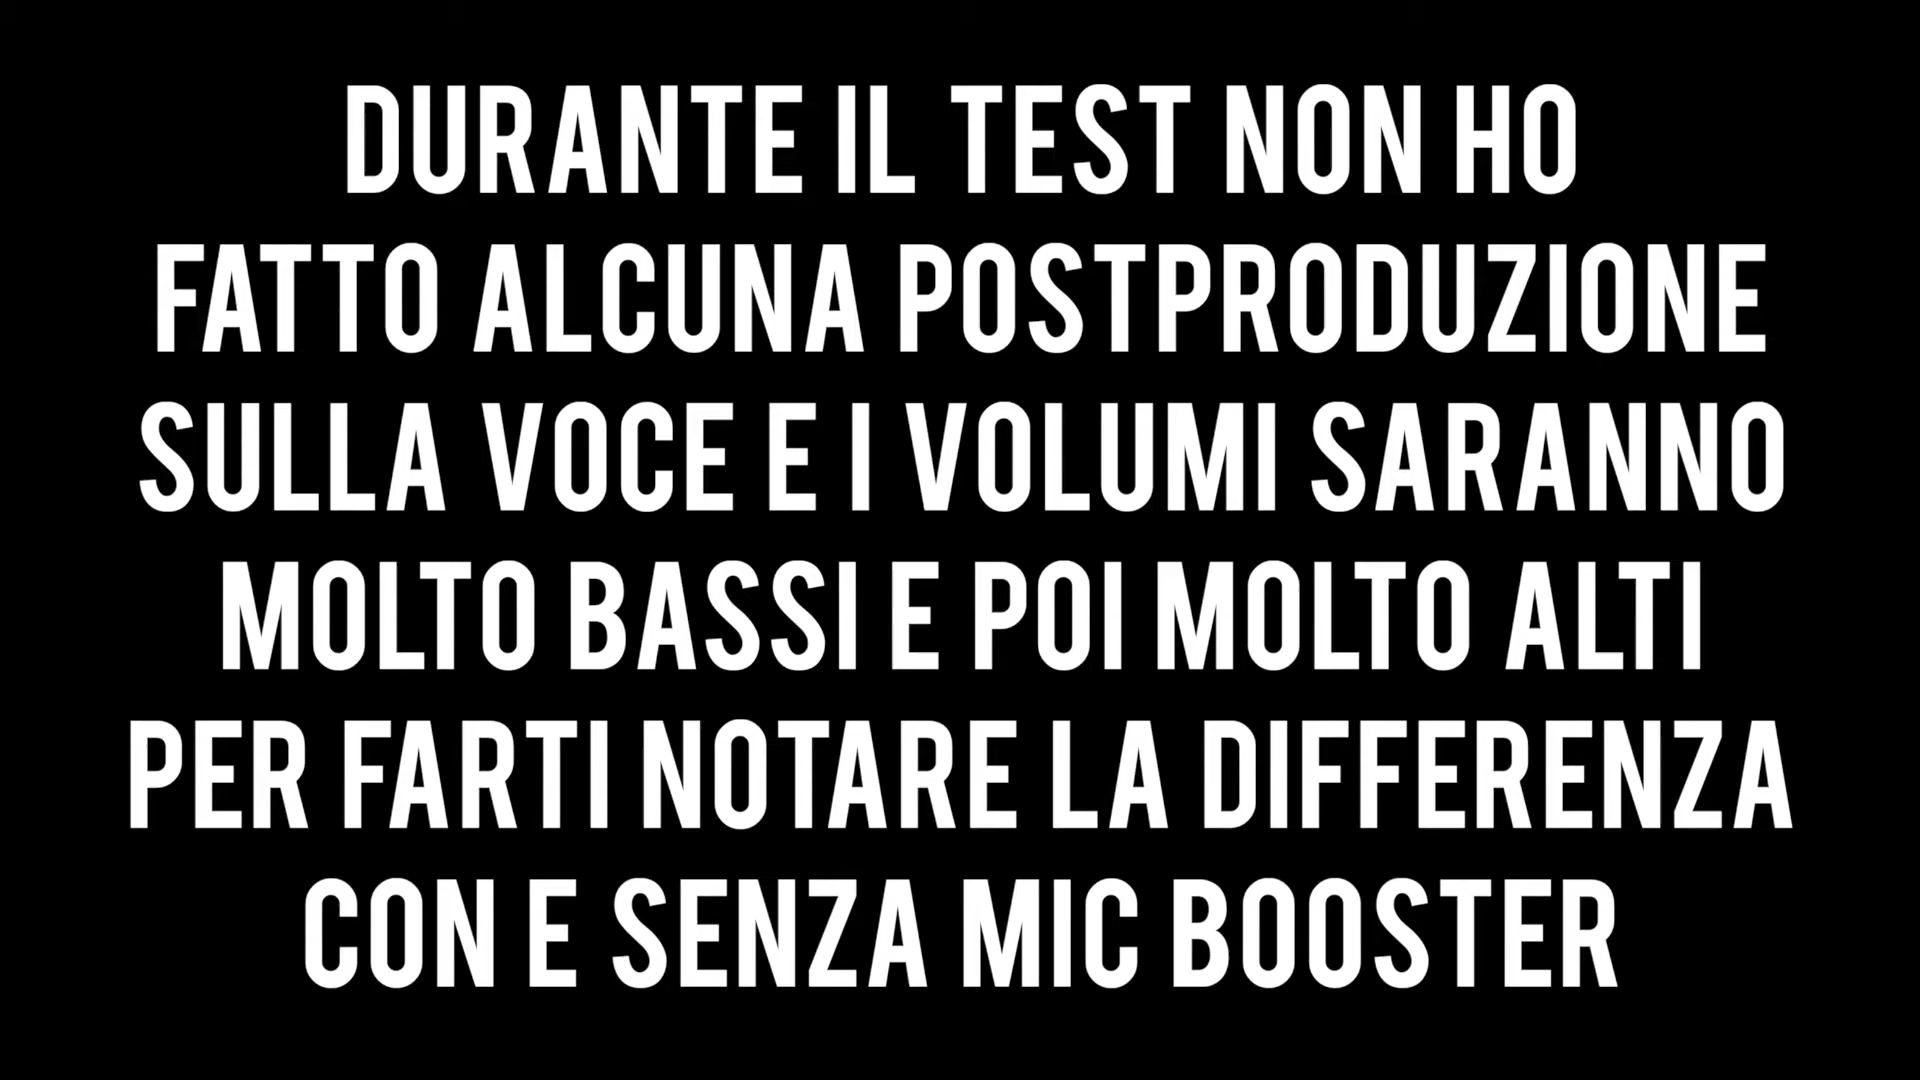 DURANTE IL TEST NON HO
FATTO ALCUNA POSTPRODUZIONE
SULLA VOCE E I VOLUMI SARANNO
MOLTO BASSI E POI MOLTO ALTI
PER FARTI NOTARE LA DIFFERENZA
CON E SENZA MIC BOOSTER